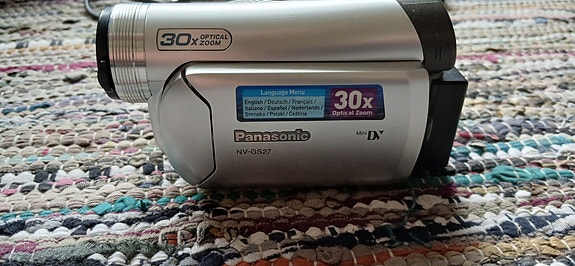 30x OPTICAL ZOOM
Language Menu
English / Deutsch / Français /
Italiano / Español / Nederlands /
Svenska / Polski / Čeština
30x
Optical Zoom
Panasonic
Mini DV
NV-GS27